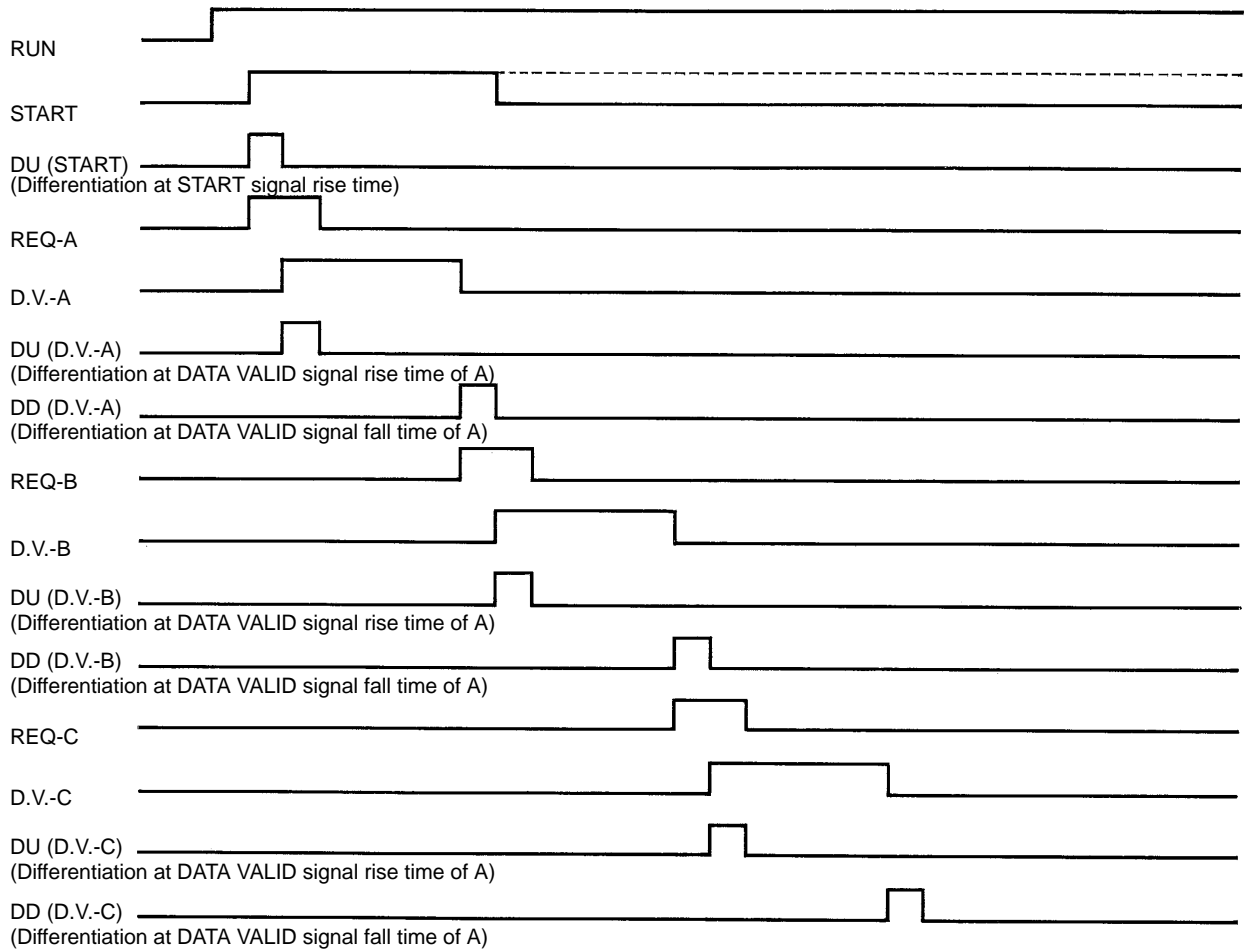 RUN
START
DU (START)
(Differentiation at START signal rise time)
REQ-A
D.V.-A
DU (D.V.-A)
(Differentiation at DATA VALID signal rise time of A)
DD (D.V.-A)
(Differentiation at DATA VALID signal fall time of A)
REQ-B
D.V.-B
DU (D.V.-B)
(Differentiation at DATA VALID signal rise time of A)
DD (D.V.-B)
(Differentiation at DATA VALID signal fall time of A)
REQ-C
D.V.-C
DU (D.V.-C)
(Differentiation at DATA VALID signal rise time of A)
DD (D.V.-C)
(Differentiation at DATA VALID signal fall time of A)